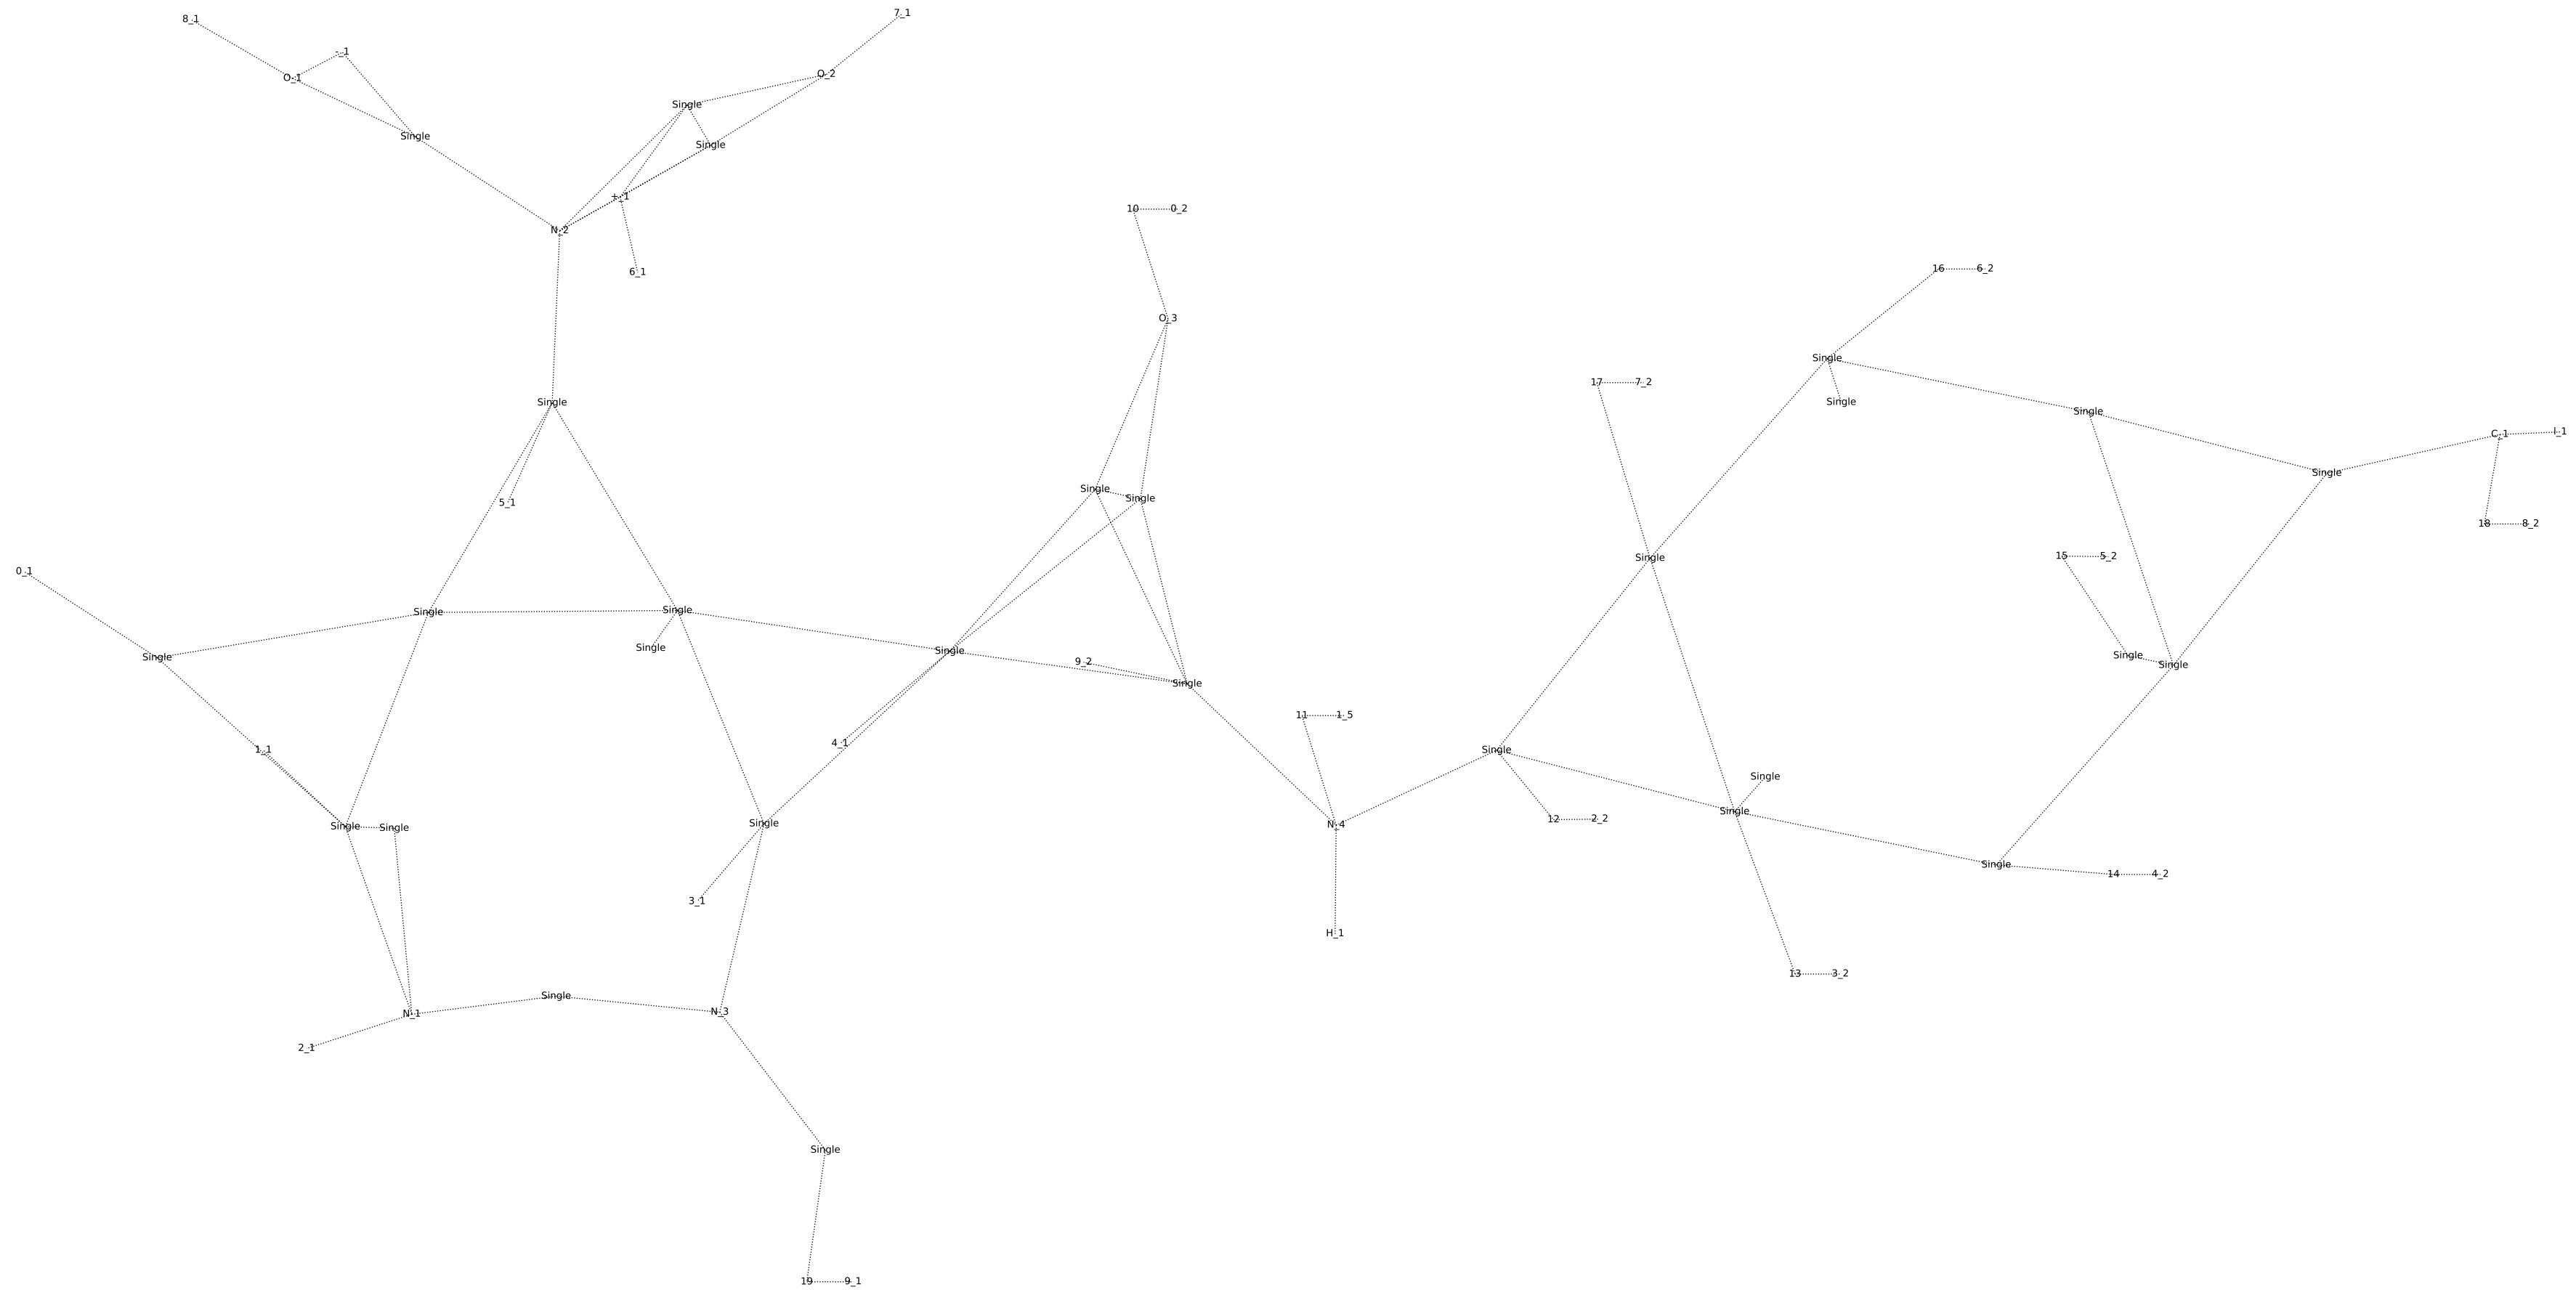 7_1
8_1
-_1
O_2
O_1
Single
Single
Single
+_1
10 0_2
N_2
16 6_2
6_1
O_3
Single
17 7_2
Single
Single
Single
C_1 I_1
Single
Single
Single
5_1
18 8_2
15 5_2
Single
0_1
Single
Single
Single
Single
Single
Single
9_2
Single
Single
11 1_5
4_1
1_1
Single
Single
Single
12 2_2
Single
N_4
Single
Single
Single
14 4_2
3_1
H_1
13 3_2
Single
N_3
N_1
2_1
Single
19 9_1